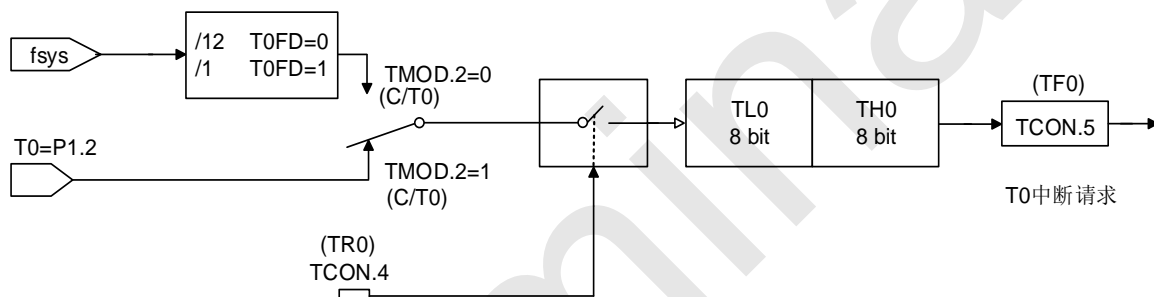 fsys
/12 T0FD=0
/1 T0FD=1
TMOD.2=0
(C/T0)
T0=P1.2
TMOD.2=1
(C/T0)
(TR0)
TCON.4
TL0
8 bit
TH0
8 bit
(TF0)
TCON.5
T0中断请求